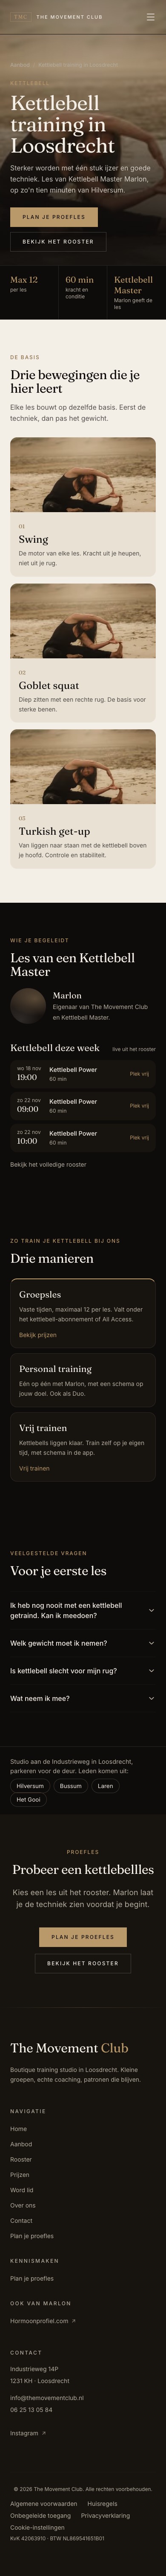 TMC THE MOVEMENT CLUB
Aanbod / Kettlebell training in Loosdrecht
KETTLEBELL
Kettlebell
training in
Loosdrecht
Sterker worden met één stuk ijzer en goede
techniek. Les van Kettlebell Master Marlon,
op zo'n tien minuten van Hilversum.
PLAN JE PROEFLES
BEKIJK HET ROOSTER
Max 12
per les
60 min
kracht en
conditie
Kettlebell
Master
Marlon geeft de
les
DE BASIS
Drie bewegingen die je
hier leert
Elke les bouwt op dezelfde basis. Eerst de
techniek, dan pas het gewicht.
01
Swing
De motor van elke les. Kracht uit je heupen,
niet uit je rug.
02
Goblet squat
Diep zitten met een rechte rug. De basis voor
sterke benen.
03
Turkish get-up
Van liggen naar staan met de kettlebell boven
je hoofd. Controle en stabiliteit.
WIE JE BEGELEIDT
Les van een Kettlebell
Master
Marlon
Eigenaar van The Movement Club
en Kettlebell Master.
Kettlebell deze week
live uit het rooster
wo 18 nov
19:00
Kettlebell Power
60 min
Plek vrij
zo 22 nov
09:00
Kettlebell Power
60 min
Plek vrij
zo 22 nov
10:00
Kettlebell Power
60 min
Plek vrij
Bekijk het volledige rooster
ZO TRAIN JE KETTLEBELL BIJ ONS
Drie manieren
Groepsles
Vaste tijden, maximaal 12 per les. Valt onder
het kettlebell-abonnement of All Access.
Bekijk prijzen
Personal training
Eén op één met Marlon, met een schema op
jouw doel. Ook als Duo.
Vrij trainen
Kettlebells liggen klaar. Train zelf op je eigen
tijd, met schema in de app.
Vrij trainen
VEELGESTELDE VRAGEN
Voor je eerste les
Ik heb nog nooit met een kettlebell
getraind. Kan ik meedoen?
Welk gewicht moet ik nemen?
Is kettlebell slecht voor mijn rug?
Wat neem ik mee?
Studio aan de Industrieweg in Loosdrecht,
parkeren voor de deur. Leden komen uit:
Hilversum
Bussum
Laren
Het Gooi
PROEFLES
Probeer een kettlebellles
Kies een les uit het rooster. Marlon laat
je de techniek zien voordat je begint.
PLAN JE PROEFLES
BEKIJK HET ROOSTER
The Movement Club
Boutique training studio in Loosdrecht. Kleine
groepen, echte coaching, patronen die blijven.
NAVIGATIE
Home
Aanbod
Rooster
Prijzen
Word lid
Over ons
Contact
Plan je proefles
KENNISMAKEN
Plan je proefles
OOK VAN MARLON
Hormoonprofiel.com ↗
CONTACT
Industrieweg 14P
1231 KH · Loosdrecht
info@themovementclub.nl
06 25 13 05 84
Instagram ↗
© 2026 The Movement Club. Alle rechten voorbehouden.
Algemene voorwaarden Huisregels
Onbegeleide toegang Privacyverklaring
Cookie-instellingen
KvK 42063910 · BTW NL869541651B01